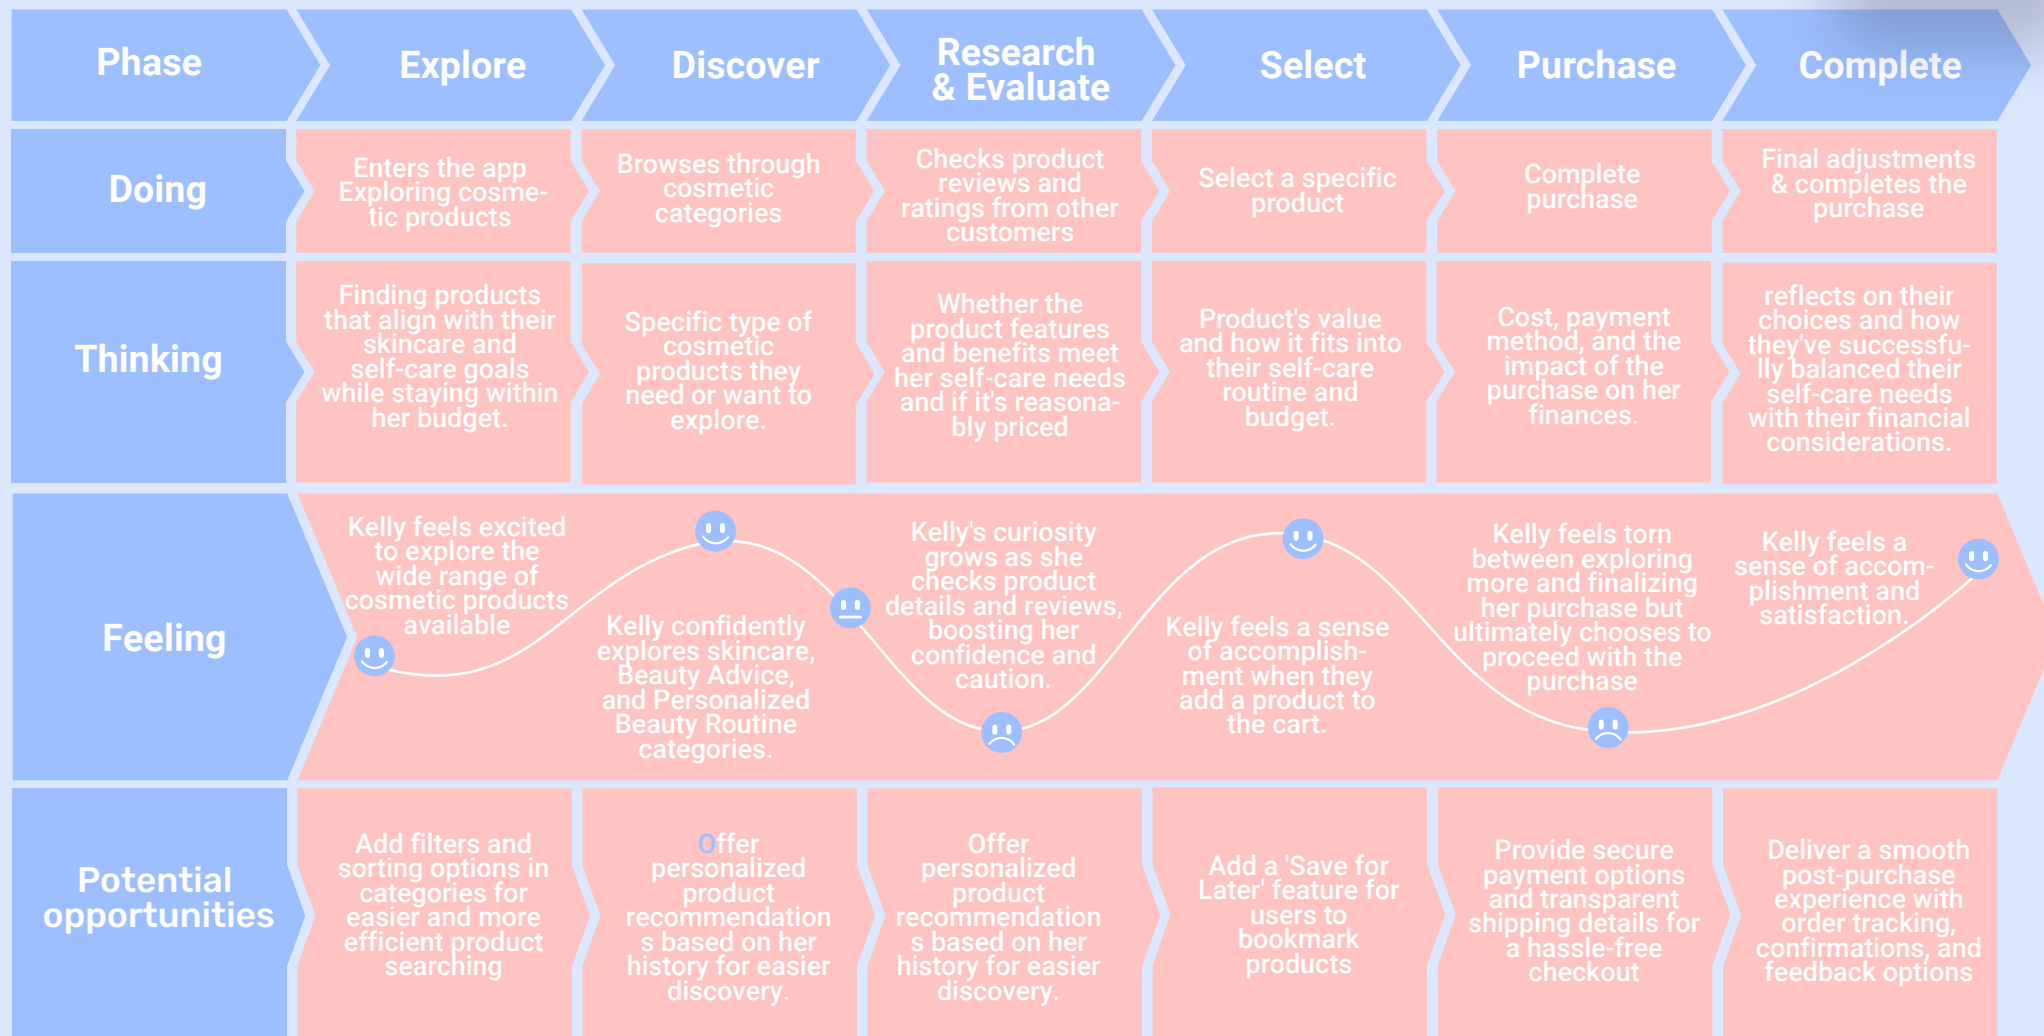 Phase
Explore
Discover
Research
& Evaluate
Select
Purchase
Complete
Doing
Enters the app
Exploring cosme-
tic products
Browses through
cosmetic
categories
Checks product
reviews and
ratings from other
customers
Select a specific
product
Complete
purchase
Final adjustments
& completes the
purchase
Thinking
Finding products
that align with their
skincare and
self-care goals
while staying within
her budget.
Specific type of
cosmetic
products they
need or want to
explore.
Whether the
product features
and benefits meet
her self-care needs
and if it's reasona-
bly priced
Product's value
and how it fits into
their self-care
routine and
budget.
Cost, payment
method, and the
impact of the
purchase on her
finances.
reflects on their
choices and how
they've successfu-
lly balanced their
self-care needs
with their financial
considerations.
Feeling
Kelly feels excited
to explore the
wide range of
cosmetic products
available
Kelly confidently
explores skincare,
Beauty Advice,
and Personalized
Beauty Routine
categories.
Kelly's curiosity
grows as she
checks product
details and reviews,
boosting her
confidence and
caution.
Kelly feels a sense
of accomplish-
ment when they
add a product to
the cart.
Kelly feels torn
between exploring
more and finalizing
her purchase but
ultimately chooses to
proceed with the
purchase
Kelly feels a
sense of accom-
plishment and
satisfaction.
Potential
opportunities
Add filters and
sorting options in
categories for
easier and more
efficient product
searching
Offer
personalized
product
recommendation
s based on her
history for easier
discovery.
Offer
personalized
product
recommendation
s based on her
history for easier
discovery.
Add a 'Save for
Later' feature for
users to
bookmark
products
Provide secure
payment options
and transparent
shipping details for
a hassle-free
checkout
Deliver a smooth
post-purchase
experience with
order tracking,
confirmations, and
feedback options